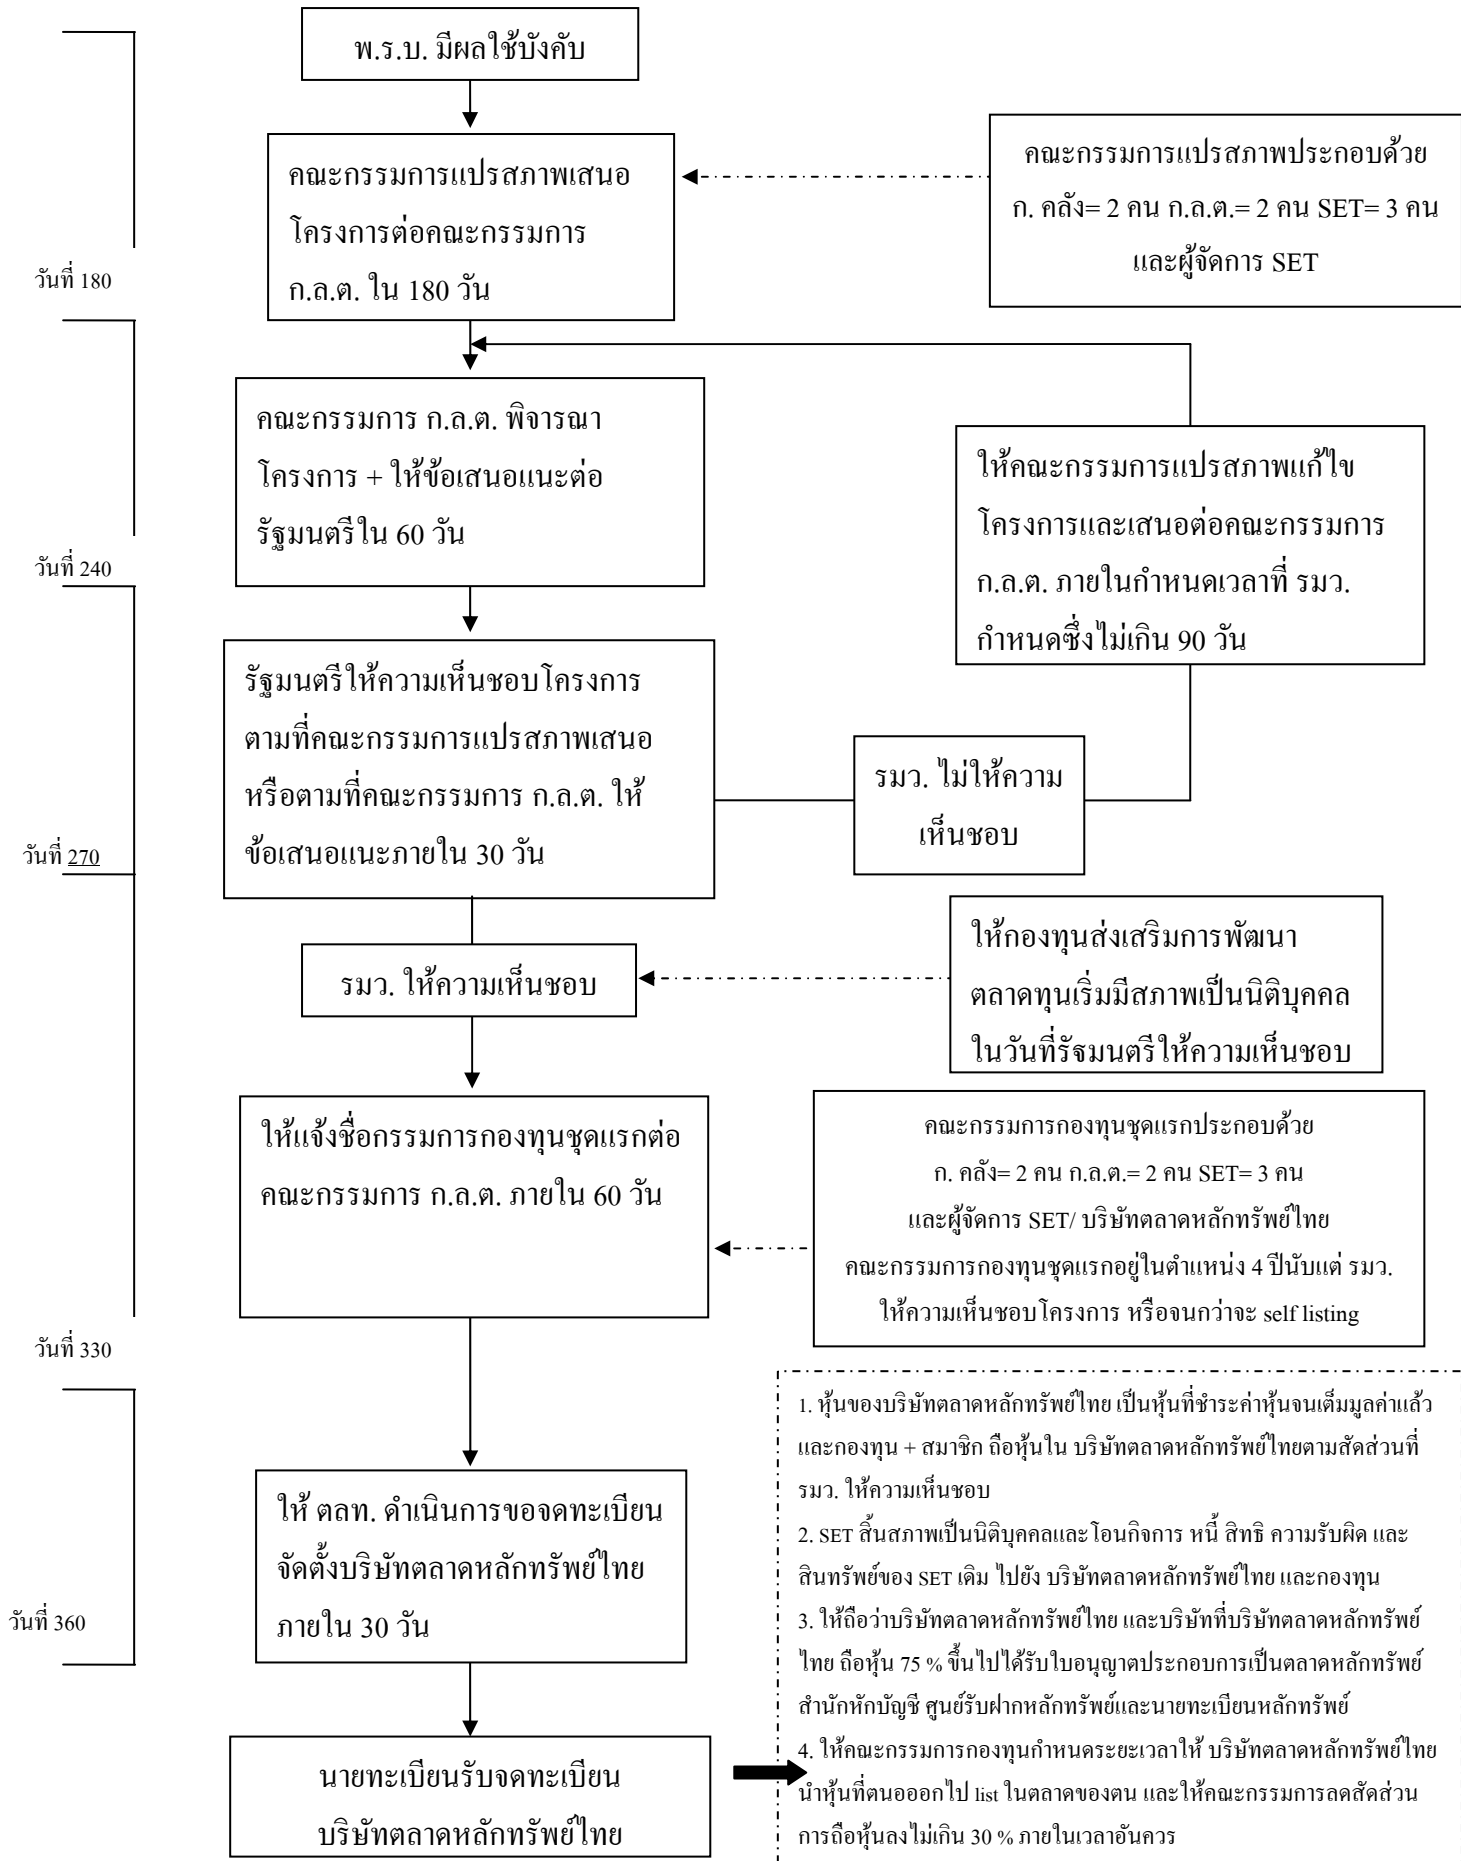 พ.ร.บ. มีผลใช้บังคับ
คณะกรรมการแปรสภาพเสนอ
โครงการต่อคณะกรรมการ
ก.ล.ต. ใน 180 วัน
คณะกรรมการแปรสภาพประกอบด้วย
ก. คลัง= 2 คน ก.ล.ต.= 2 คน SET= 3 คน
และผู้จัดการ SET
วันที่ 180
คณะกรรมการ ก.ล.ต. พิจารณา
โครงการ + ให้ข้อเสนอแนะต่อ
รัฐมนตรีใน 60 วัน
ให้คณะกรรมการแปรสภาพแก้ไข
โครงการและเสนอต่อคณะกรรมการ
ก.ล.ต. ภายในกำหนดเวลาที่ รมว.
กำหนดซึ่งไม่เกิน 90 วัน
วันที่ 240
รัฐมนตรีให้ความเห็นชอบโครงการ
ตามที่คณะกรรมการแปรสภาพเสนอ
หรือตามที่คณะกรรมการ ก.ล.ต. ให้
ข้อเสนอแนะภายใน 30 วัน
รมว. ไม่ให้ความ
เห็นชอบ
วันที่ 270
รมว. ให้ความเห็นชอบ
ให้กองทุนส่งเสริมการพัฒนา
ตลาดทุนเริ่มมีสภาพเป็นนิติบุคคล
ในวันที่รัฐมนตรีให้ความเห็นชอบ
ให้แจ้งชื่อกรรมการกองทุนชุดแรกต่อ
คณะกรรมการ ก.ล.ต. ภายใน 60 วัน
คณะกรรมการกองทุนชุดแรกประกอบด้วย
ก. คลัง= 2 คน ก.ล.ต.= 2 คน SET= 3 คน
และผู้จัดการ SET/ บริษัทตลาดหลักทรัพย์ไทย
คณะกรรมการกองทุนชุดแรกอยู่ในตำแหน่ง 4 ปีนับแต่ รมว.
ให้ความเห็นชอบโครงการ หรือจนกว่าจะ self listing
วันที่ 330
ให้ ตลท. ดำเนินการขอจดทะเบียน
จัดตั้งบริษัทตลาดหลักทรัพย์ไทย
ภายใน 30 วัน
วันที่ 360
นายทะเบียนรับจดทะเบียน
บริษัทตลาดหลักทรัพย์ไทย
1. หุ้นของบริษัทตลาดหลักทรัพย์ไทย เป็นหุ้นที่ชำระค่าหุ้นจนเต็มมูลค่าแล้ว
และกองทุน + สมาชิก ถือหุ้นใน บริษัทตลาดหลักทรัพย์ไทยตามสัดส่วนที่
รมว. ให้ความเห็นชอบ
2. SET สิ้นสภาพเป็นนิติบุคคลและโอนกิจการ หนี้ สิทธิ ความรับผิด และ
สินทรัพย์ของ SET เดิม ไปยัง บริษัทตลาดหลักทรัพย์ไทย และกองทุน
3. ให้ถือว่าบริษัทตลาดหลักทรัพย์ไทย และบริษัทที่บริษัทตลาดหลักทรัพย์
ไทย ถือหุ้น 75 % ขึ้นไปได้รับใบอนุญาตประกอบการเป็นตลาดหลักทรัพย์
สำนักหักบัญชี ศูนย์รับฝากหลักทรัพย์และนายทะเบียนหลักทรัพย์
4. ให้คณะกรรมการกองทุนกำหนดระยะเวลาให้ บริษัทตลาดหลักทรัพย์ไทย
นำหุ้นที่ตนอออกไป list ในตลาดของตน และให้คณะกรรมการลดสัดส่วน
การถือหุ้นลงไม่เกิน 30 % ภายในเวลาอันควร